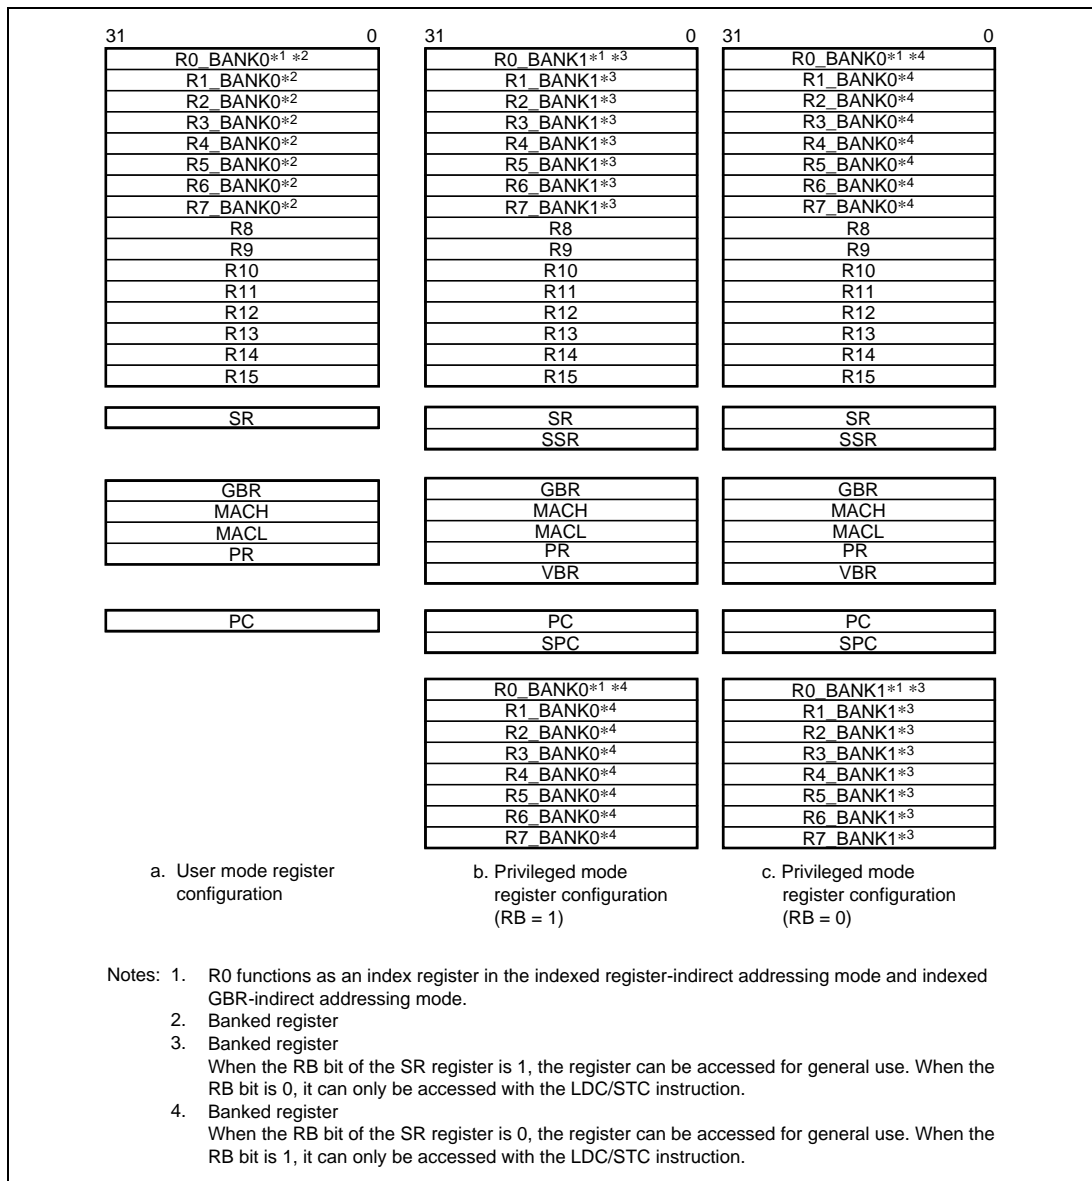 31 0 31 0 31 0
R0_BANK0*1 *2 R0_BANK1*1 *3 R0_BANK0*1 *4
R1_BANK0*2 R1_BANK1*3 R1_BANK0*4
R2_BANK0*2 R2_BANK1*3 R2_BANK0*4
R3_BANK0*2 R3_BANK1*3 R3_BANK0*4
R4_BANK0*2 R4_BANK1*3 R4_BANK0*4
R5_BANK0*2 R5_BANK1*3 R5_BANK0*4
R6_BANK0*2 R6_BANK1*3 R6_BANK0*4
R7_BANK0*2 R7_BANK1*3 R7_BANK0*4
R8 R8 R8
R9 R9 R9
R10 R10 R10
R11 R11 R11
R12 R12 R12
R13 R13 R13
R14 R14 R14
R15 R15 R15
SR SR SR
SSR SSR
GBR GBR GBR
MACH MACH MACH
MACL MACL MACL
PR PR PR
VBR VBR
PC PC PC
SPC SPC
R0_BANK0*1 *4 R0_BANK1*1 *3
R1_BANK0*4 R1_BANK1*3
R2_BANK0*4 R2_BANK1*3
R3_BANK0*4 R3_BANK1*3
R4_BANK0*4 R4_BANK1*3
R5_BANK0*4 R5_BANK1*3
R6_BANK0*4 R6_BANK1*3
R7_BANK0*4 R7_BANK1*3
a. User mode register
configuration
b. Privileged mode
register configuration
(RB = 1)
c. Privileged mode
register configuration
(RB = 0)
Notes: 1. R0 functions as an index register in the indexed register-indirect addressing mode and indexed
GBR-indirect addressing mode.
2. Banked register
3. Banked register
When the RB bit of the SR register is 1, the register can be accessed for general use. When the
RB bit is 0, it can only be accessed with the LDC/STC instruction.
4. Banked register
When the RB bit of the SR register is 0, the register can be accessed for general use. When the
RB bit is 1, it can only be accessed with the LDC/STC instruction.